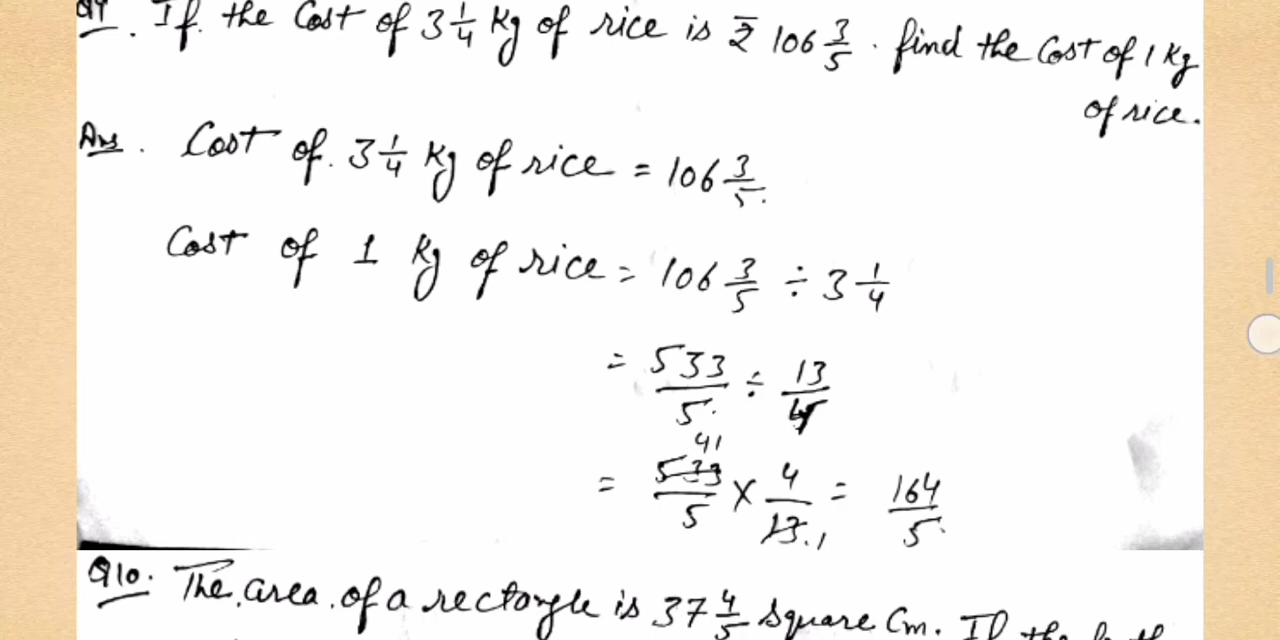 Q9. If the Cost of 3 1/4 Kg of rice is ₹ 106 3/5 . find the Cost of 1 Kg
of rice.
Ans. Cost of 3 1/4 Kg of rice = 106 3/5.
Cost of 1 Kg of rice = 106 3/5 ÷ 3 1/4
= 533/5 ÷ 13/4
41
= 533/5 × 4/13 . 1 = 164/5
Q10. The area of a rectangle is 37 4/5 square Cm. If the